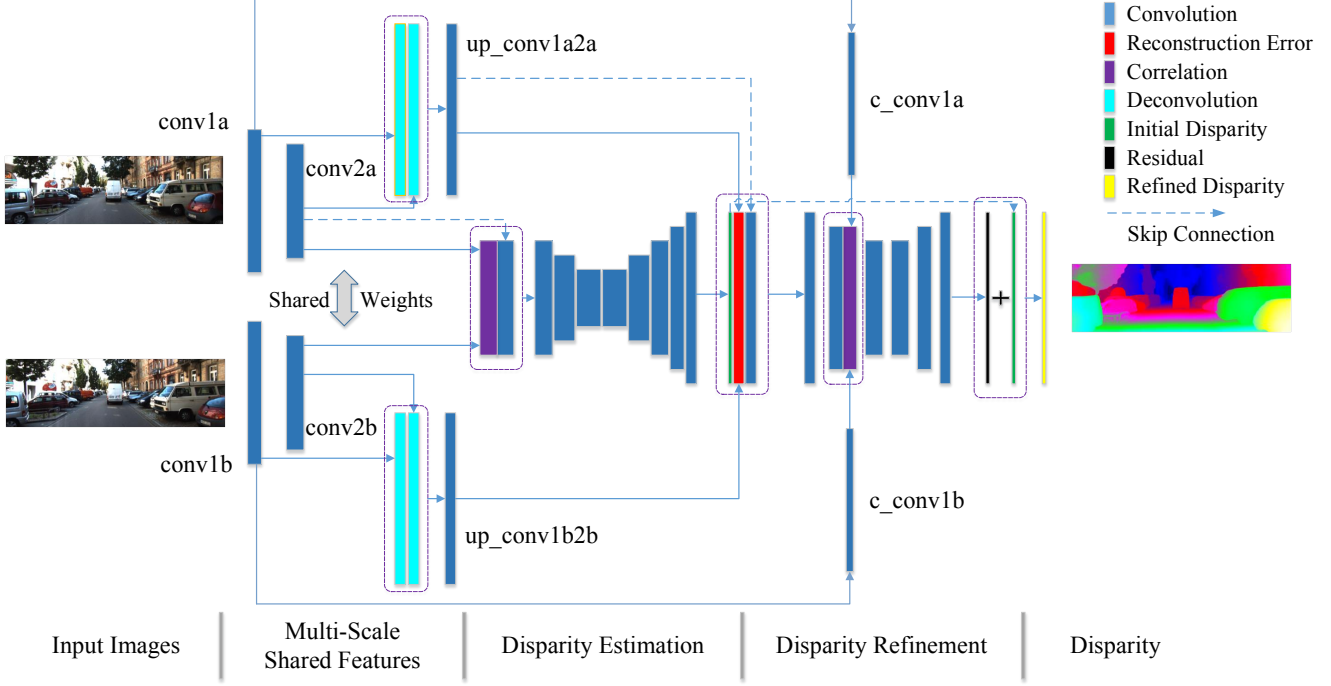 up_conv1a2a
conv1a
conv2a
c_conv1a
Convolution
Reconstruction Error
Correlation
Deconvolution
Initial Disparity
Residual
Refined Disparity
Skip Connection
Shared Weights
+
conv2b
conv1b
up_conv1b2b
c_conv1b
Input Images
Multi-Scale
Shared Features
Disparity Estimation
Disparity Refinement
Disparity